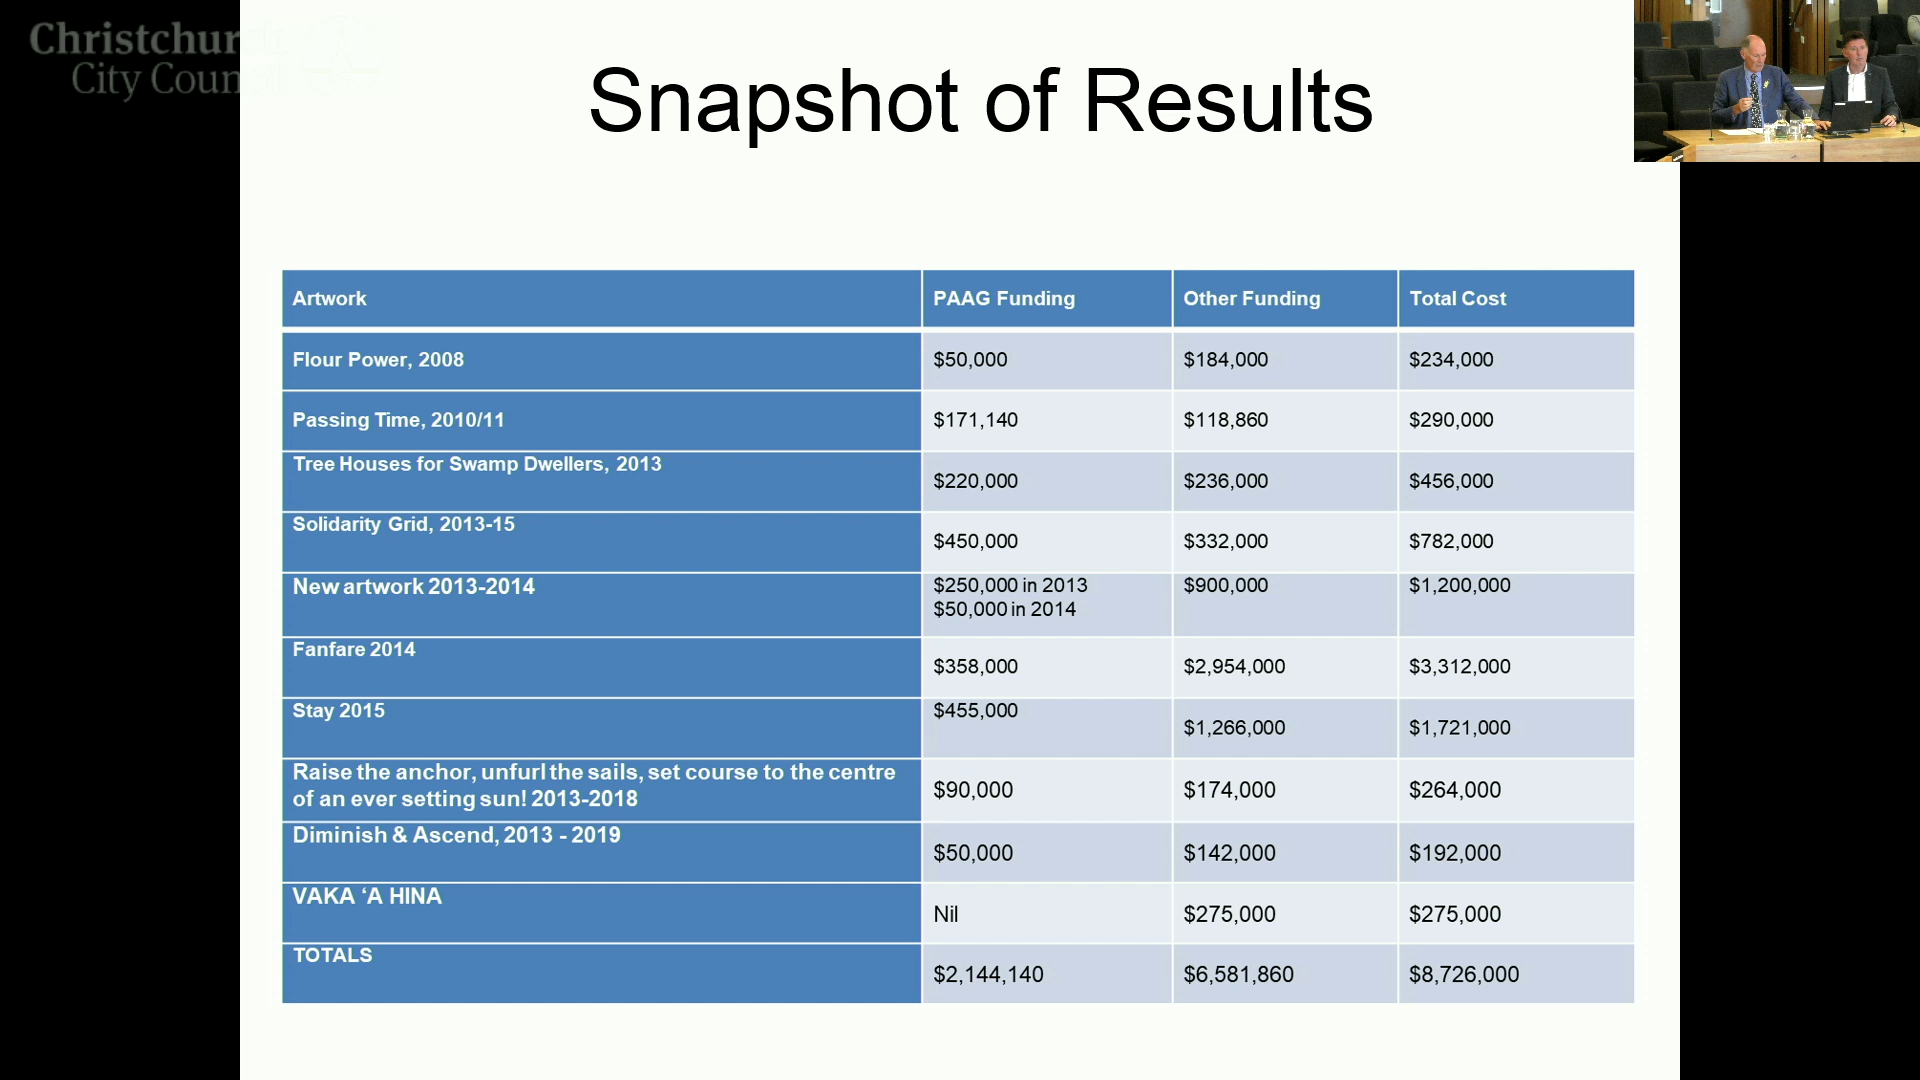 Christchurch
City Council
Snapshot of Results
Artwork PAAG Funding Other Funding Total Cost
Flour Power, 2008 $50,000 $184,000 $234,000
Passing Time, 2010/11 $171,140 $118,860 $290,000
Tree Houses for Swamp Dwellers, 2013 $220,000 $236,000 $456,000
Solidarity Grid, 2013-15 $450,000 $332,000 $782,000
New artwork 2013-2014 $250,000 in 2013 $900,000 $1,200,000
$50,000 in 2014
Fanfare 2014 $358,000 $2,954,000 $3,312,000
Stay 2015 $455,000 $1,266,000 $1,721,000
Raise the anchor, unfurl the sails, set course to the centre
of an ever setting sun! 2013-2018 $90,000 $174,000 $264,000
Diminish & Ascend, 2013 - 2019 $50,000 $142,000 $192,000
VAKA ‘A HINA Nil $275,000 $275,000
TOTALS $2,144,140 $6,581,860 $8,726,000